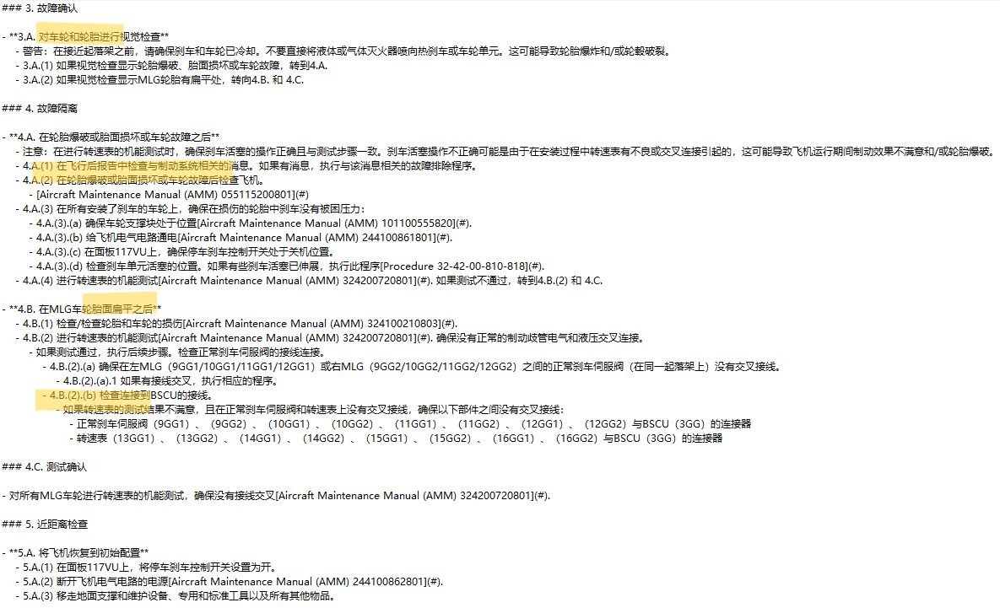 ### 3. 故障确认
- **3.A. 对车轮和轮胎进行视觉检查**
- 警告：在接近起落架之前，请确保刹车和车轮已冷却。不要直接将液体或气体灭火器喷向热刹车或车轮单元。这可能导致轮胎爆炸和/或轮毂破裂。
- 3.A.(1) 如果视觉检查显示轮胎爆破、胎面损坏或车轮故障，转到4.A.
- 3.A.(2) 如果视觉检查显示MLG轮胎有扁平处，转向4.B. 和 4.C.
### 4. 故障隔离
- **4.A. 在轮胎爆破或胎面损坏或车轮故障之后**
- 注意：在进行转速表的机能测试时，确保刹车活塞的操作正确且与测试步骤一致。刹车活塞操作不正确可能是由于在安装过程中转速表有不良或交叉连接引起的，这可能导致飞机运行期间制动效果不满意和/或轮胎爆破。
- 4.A.(1) 在飞行后报告中检查与制动系统相关的消息。如果有消息，执行与该消息相关的故障排除程序。
- 4.A.(2) 在轮胎爆破或胎面损坏或车轮故障后检查飞机。
- [Aircraft Maintenance Manual (AMM) 055115200801](#)
- 4.A.(3) 在所有安装了刹车的车轮上，确保在损伤的轮胎中刹车没有被困压力：
- 4.A.(3).(a) 确保车轮支撑块处于位置[Aircraft Maintenance Manual (AMM) 101100555820](#).
- 4.A.(3).(b) 给飞机电气电路通电[Aircraft Maintenance Manual (AMM) 244100861801](#).
- 4.A.(3).(c) 在面板117VU上，确保停车刹车控制开关处于关机位置。
- 4.A.(3).(d) 检查刹车单元活塞的位置。如果有些刹车活塞已伸展，执行此程序[Procedure 32-42-00-810-818](#).
- 4.A.(4) 进行转速表的机能测试[Aircraft Maintenance Manual (AMM) 324200720801](#). 如果测试不通过，转到4.B.(2) 和 4.C.
- **4.B. 在MLG车轮胎面扁平之后**
- 4.B.(1) 检查/检查轮胎和车轮的损伤[Aircraft Maintenance Manual (AMM) 324100210803](#).
- 4.B.(2) 进行转速表的机能测试[Aircraft Maintenance Manual (AMM) 324200720801](#). 确保没有正常的制动歧管电气和液压交叉连接。
- 如果测试通过，执行后续步骤。检查正常刹车伺服阀的接线连接。
- 4.B.(2).(a) 确保在左MLG（9GG1/10GG1/11GG1/12GG1）或右MLG（9GG2/10GG2/11GG2/12GG2）之间的正常刹车伺服阀（在同一起落架上）没有交叉接线。
- 4.B.(2).(a).1 如果有接线交叉，执行相应的程序。
- 4.B.(2).(b) 检查连接到BSCU的接线。
- 如果转速表的测试结果不满意，且在正常刹车伺服阀和转速表上没有交叉接线，确保以下部件之间没有交叉接线：
- 正常刹车伺服阀（9GG1）、（9GG2）、（10GG1）、（10GG2）、（11GG1）、（11GG2）、（12GG1）、（12GG2）与BSCU（3GG）的连接器
- 转速表（13GG1）、（13GG2）、（14GG1）、（14GG2）、（15GG1）、（15GG2）、（16GG1）、（16GG2）与BSCU（3GG）的连接器
### 4.C. 测试确认
- 对所有MLG车轮进行转速表的机能测试，确保没有接线交叉[Aircraft Maintenance Manual (AMM) 324200720801](#).
### 5. 近距离检查
- **5.A. 将飞机恢复到初始配置**
- 5.A.(1) 在面板117VU上，将停车刹车控制开关设置为开。
- 5.A.(2) 断开飞机电气电路的电源[Aircraft Maintenance Manual (AMM) 244100862801](#).
- 5.A.(3) 移走地面支撑和维护设备、专用和标准工具以及所有其他物品。